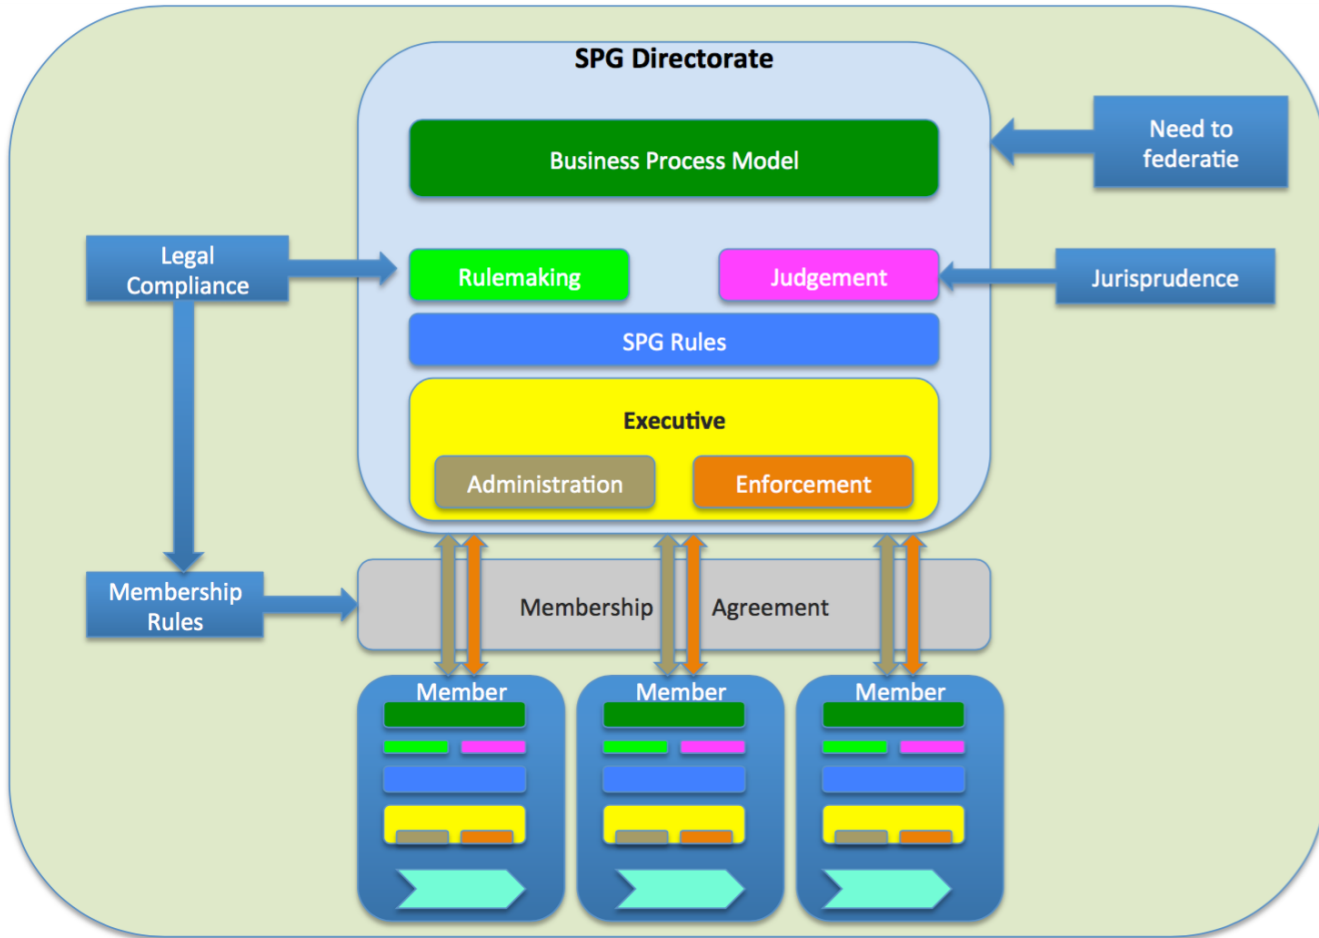 SPG Directorate
Business Process Model
Need to
federatie
Legal
Compliance
Rulemaking
Judgement
Jurisprudence
SPG Rules
Executive
Administration
Enforcement
Membership
Rules
Membership Agreement
Member
Member
Member